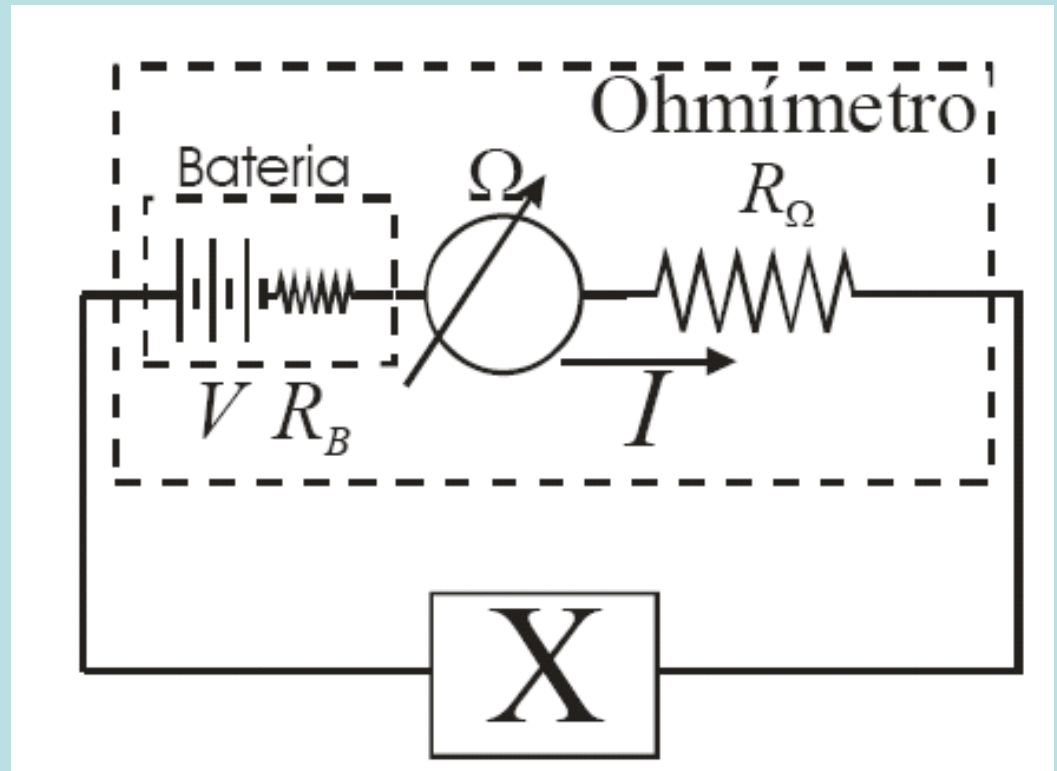 Ohmímetro
Bateria
Ω
R_Ω
V R_B
I
X